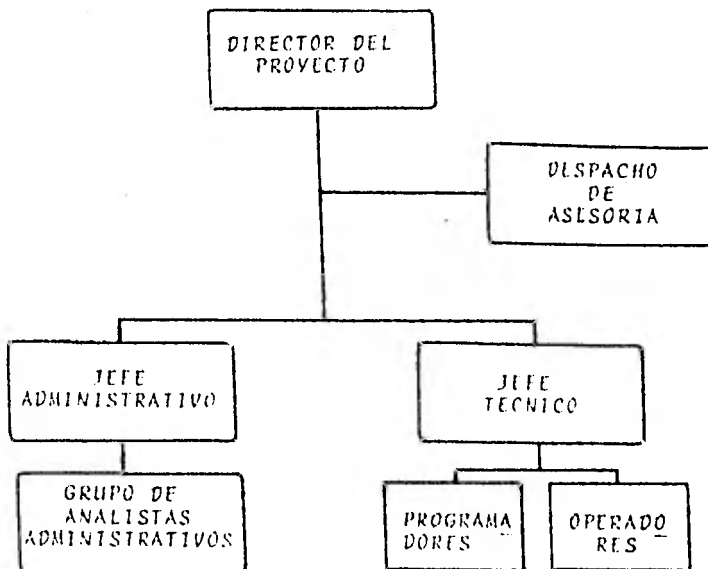 DIRECTOR DEL
PROYECTO
DESPACHO
DE
ASESORIA
JEFE
ADMINISTRATIVO
JEFE
TECNICO
GRUPO DE
ANALISTAS
ADMINISTRATIVOS
PROGRAMA
DORES
OPERADO
RES